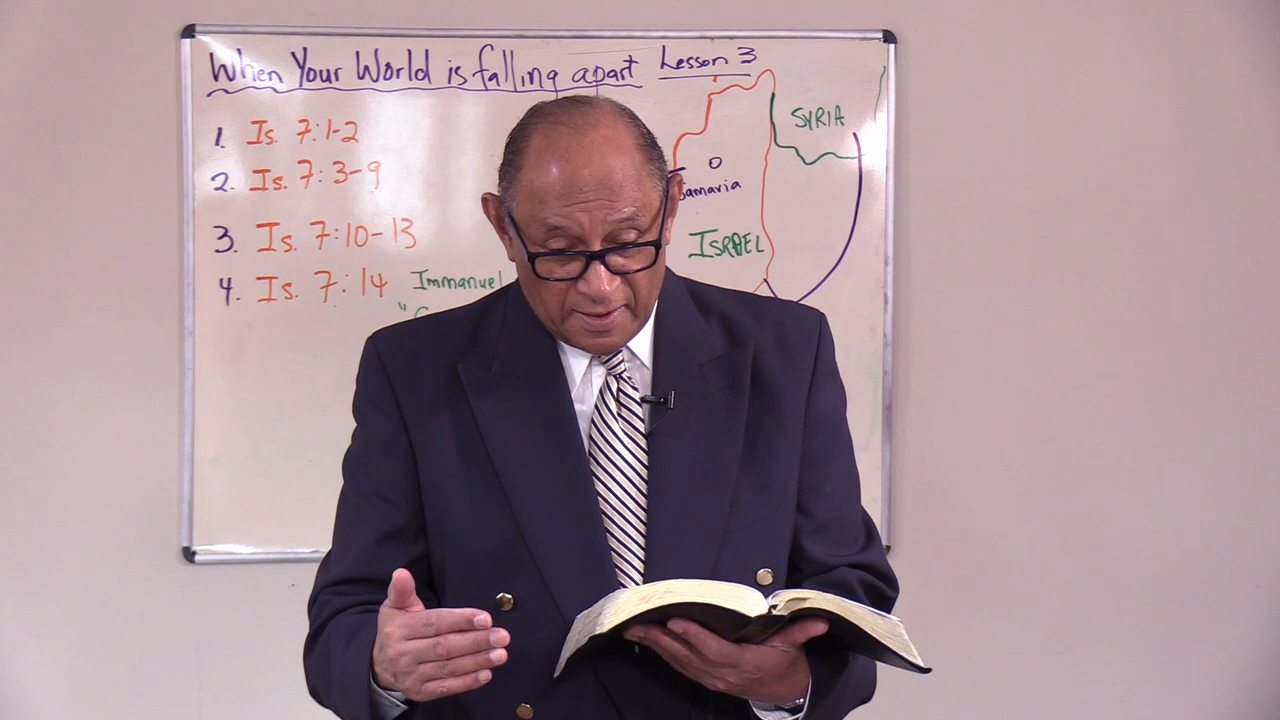 When Your World is falling apart Lesson 3
1. Is. 7:1-2
2. Is. 7:3-9
3. Is. 7:10-13
4. Is. 7:14 Immanuel
SYRIA
Samaria
ISRAEL